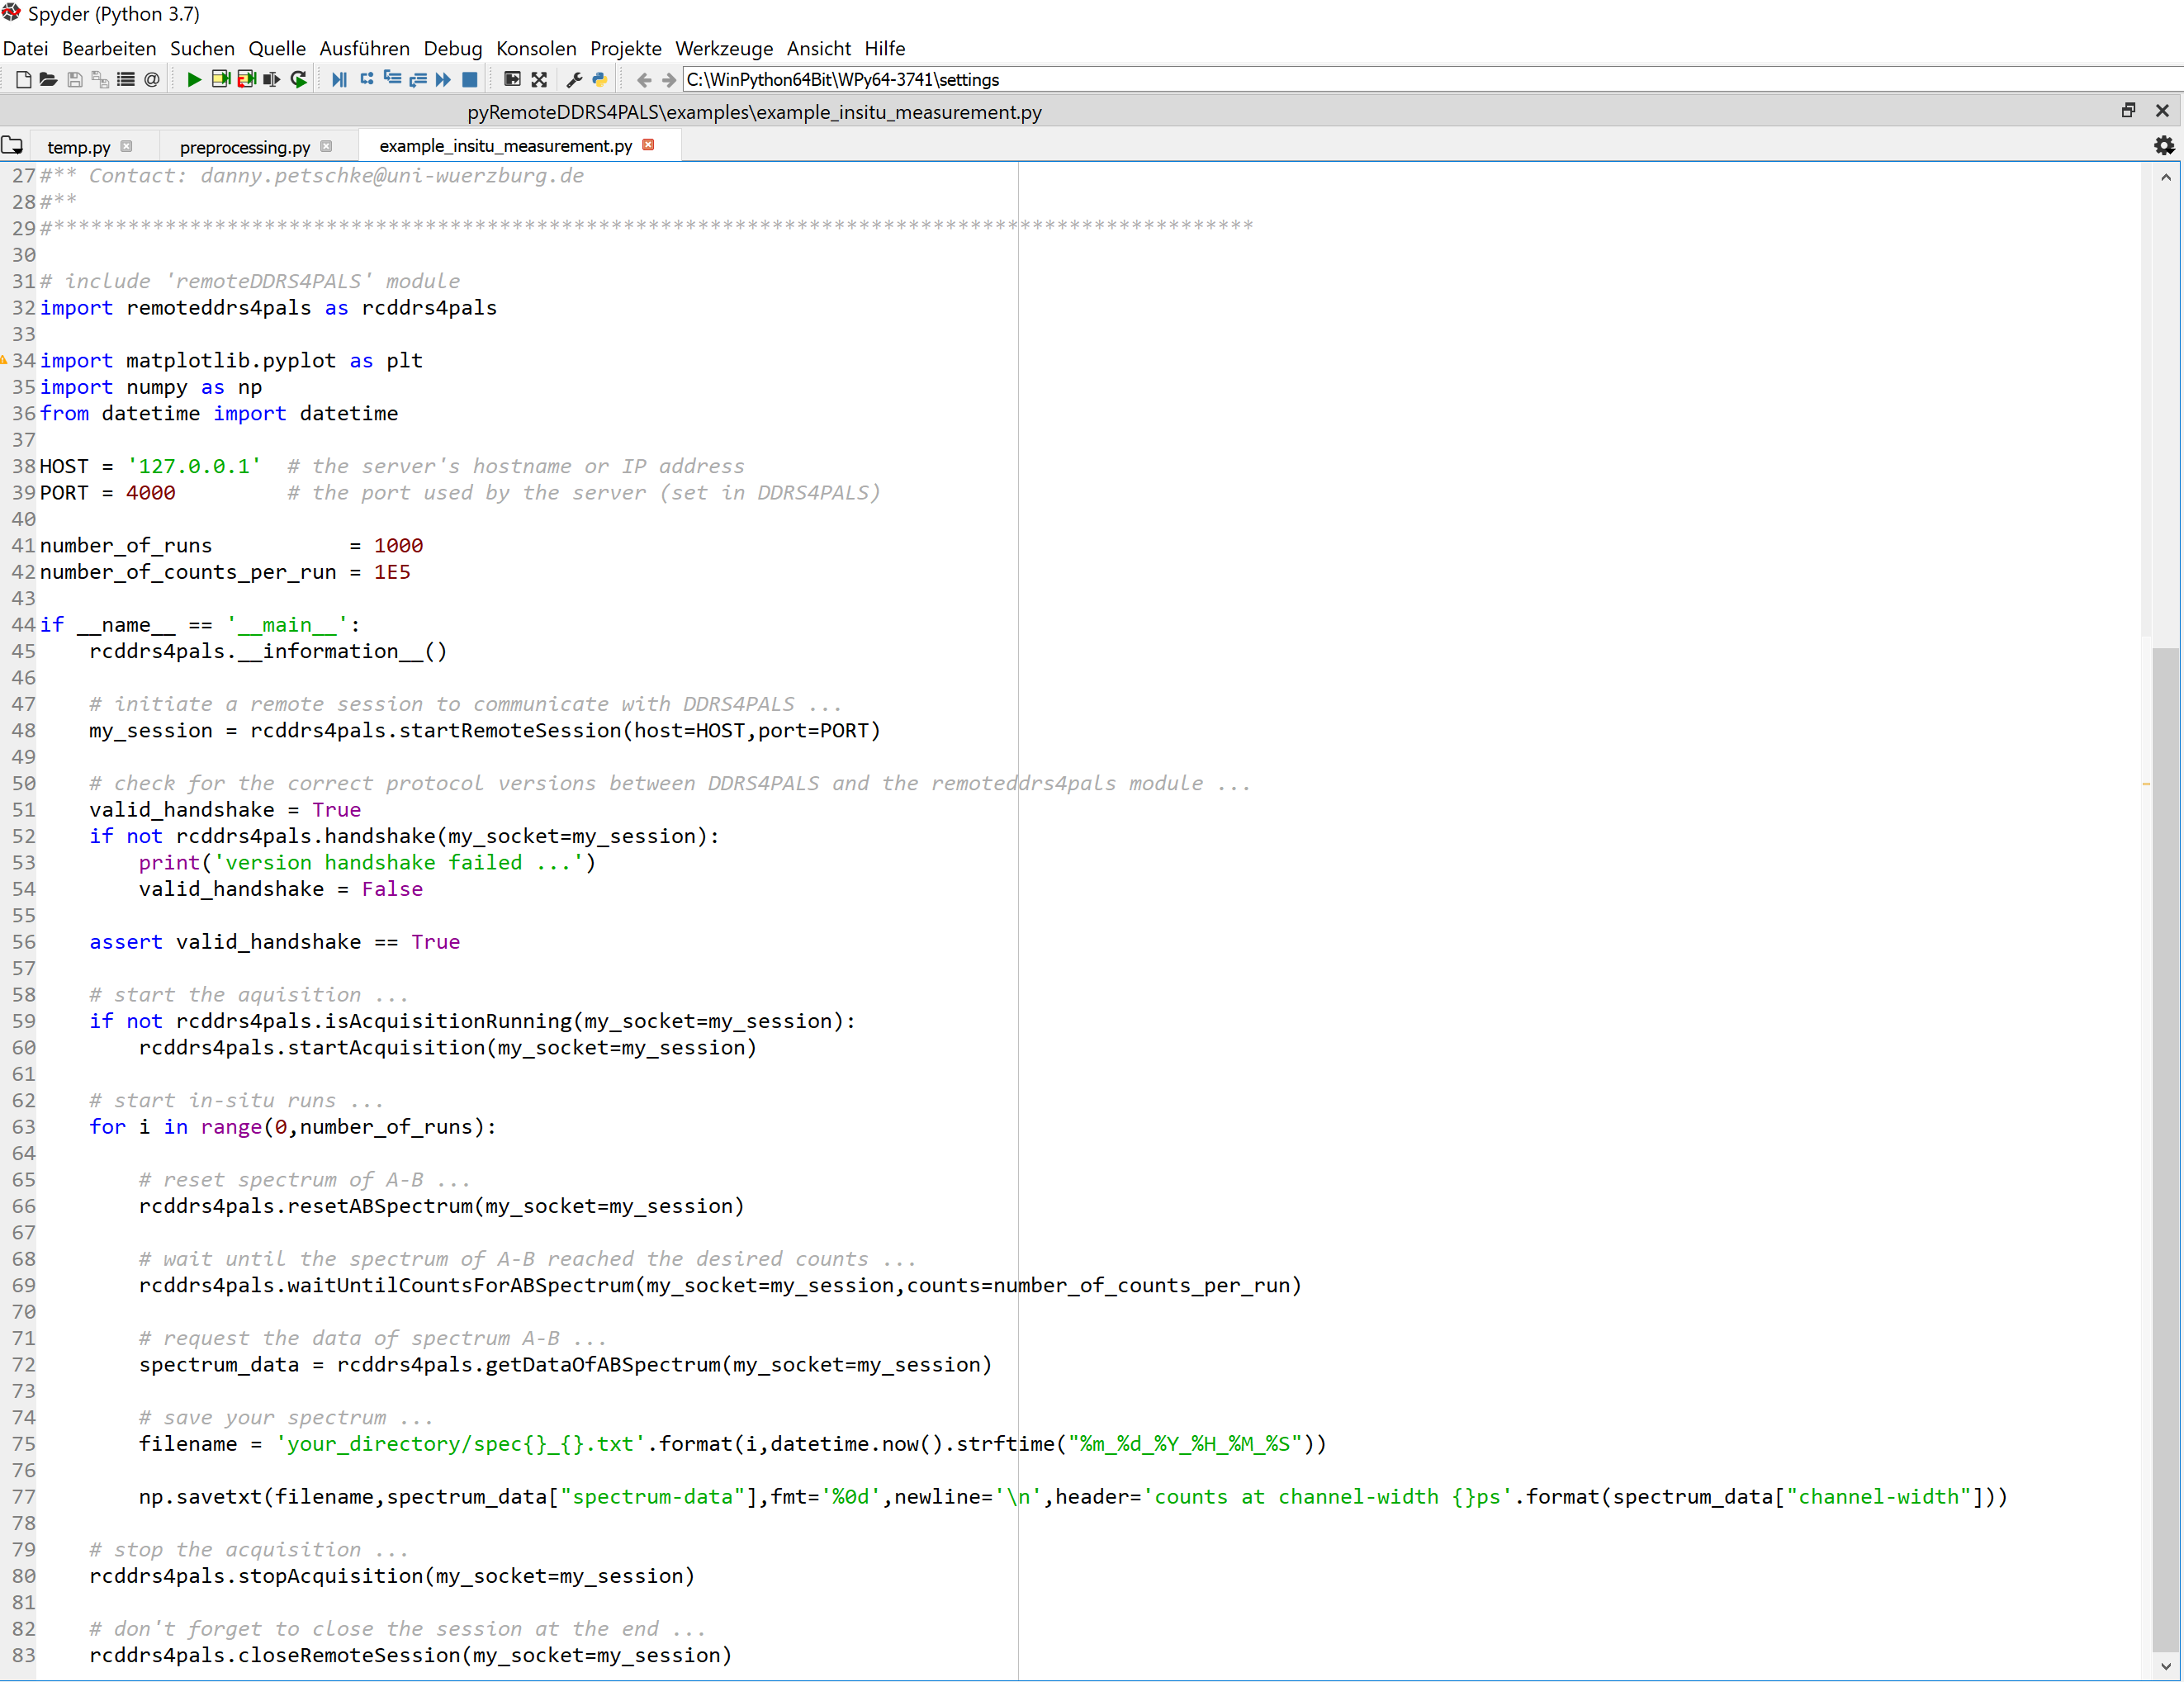 Spyder (Python 3.7)
Datei Bearbeiten Suchen Quelle Ausführen Debug Konsolen Projekte Werkzeuge Ansicht Hilfe
C:\WinPython64Bit\WPy64-3741\settings
pyRemoteDDRS4PALS\examples\example_insitu_measurement.py
temp.py preprocessing.py example_insitu_measurement.py
27 #** Contact: danny.petschke@uni-wuerzburg.de
28 #**
29 #*************************************************************************************************
30
31 # include 'remoteDDRS4PALS' module
32 import remoteddrs4pals as rcddrs4pals
33
34 import matplotlib.pyplot as plt
35 import numpy as np
36 from datetime import datetime
37
38 HOST = '127.0.0.1'  # the server's hostname or IP address
39 PORT = 4000         # the port used by the server (set in DDRS4PALS)
40
41 number_of_runs           = 1000
42 number_of_counts_per_run = 1E5
43
44 if __name__ == '__main__':
45     rcddrs4pals.__information__()
46
47     # initiate a remote session to communicate with DDRS4PALS ...
48     my_session = rcddrs4pals.startRemoteSession(host=HOST,port=PORT)
49
50     # check for the correct protocol versions between DDRS4PALS and the remoteddrs4pals module ...
51     valid_handshake = True
52     if not rcddrs4pals.handshake(my_socket=my_session):
53         print('version handshake failed ...')
54         valid_handshake = False
55
56     assert valid_handshake == True
57
58     # start the aquisition ...
59     if not rcddrs4pals.isAcquisitionRunning(my_socket=my_session):
60         rcddrs4pals.startAcquisition(my_socket=my_session)
61
62     # start in-situ runs ...
63     for i in range(0,number_of_runs):
64
65         # reset spectrum of A-B ...
66         rcddrs4pals.resetABSpectrum(my_socket=my_session)
67
68         # wait until the spectrum of A-B reached the desired counts ...
69         rcddrs4pals.waitUntilCountsForABSpectrum(my_socket=my_session,counts=number_of_counts_per_run)
70
71         # request the data of spectrum A-B ...
72         spectrum_data = rcddrs4pals.getDataOfABSpectrum(my_socket=my_session)
73
74         # save your spectrum ...
75         filename = 'your_directory/spec{}_{}.txt'.format(i,datetime.now().strftime("%m_%d_%Y_%H_%M_%S"))
76
77         np.savetxt(filename,spectrum_data["spectrum-data"],fmt='%0d',newline='\n',header='counts at channel-width {}ps'.format(spectrum_data["channel-width"]))
78
79     # stop the acquisition ...
80     rcddrs4pals.stopAcquisition(my_socket=my_session)
81
82     # don't forget to close the session at the end ...
83     rcddrs4pals.closeRemoteSession(my_socket=my_session)